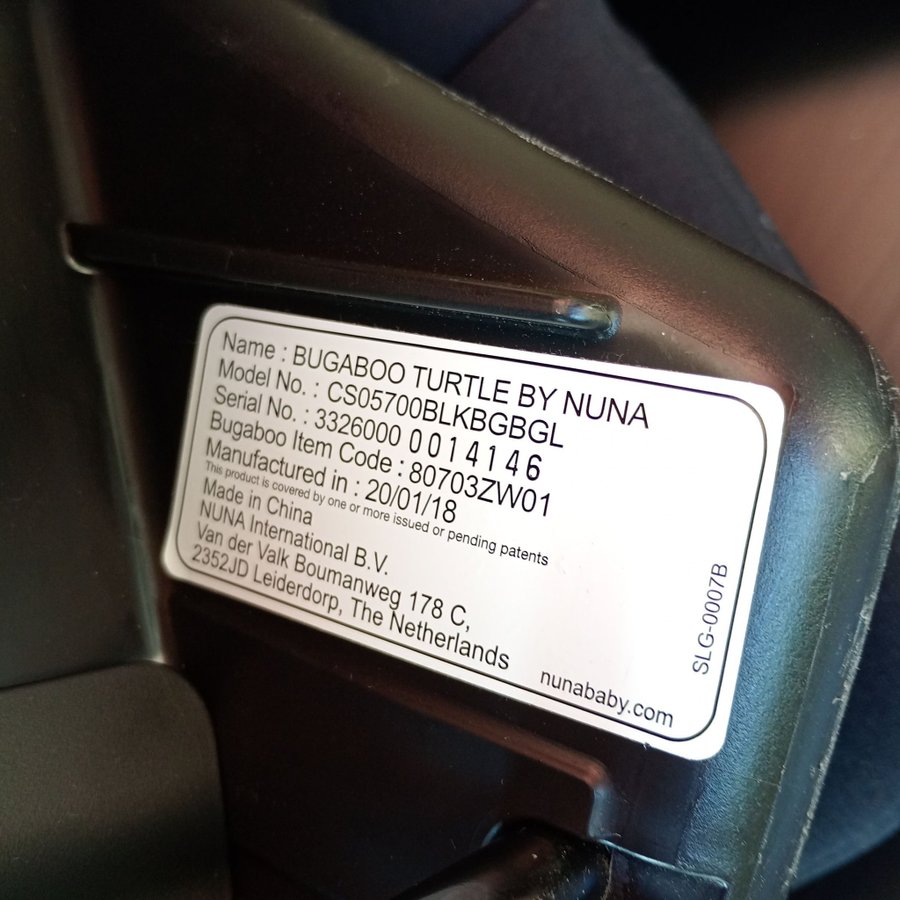 Name : BUGABOO TURTLE BY NUNA
Model No. : CS05700BLKBGBGL
Serial No. : 3326000 0014146
Bugaboo Item Code : 80703ZW01
Manufactured in : 20/01/18
This product is covered by one or more issued or pending patents
Made in China
NUNA International B.V.
Van der Valk Boumanweg 178 C,
2352JD Leiderdorp, The Netherlands
nunababy.com
SLG-0007B